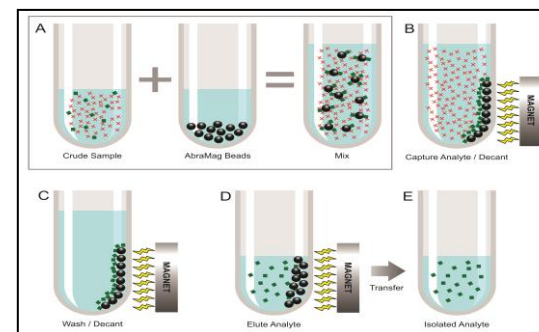 A
Crude Sample
+
AbraMag Beads
=
Mix
B
MAGNET
Capture Analyte / Decant
C
MAGNET
Wash / Decant
D
MAGNET
Elute Analyte
Transfer
E
Isolated Analyte